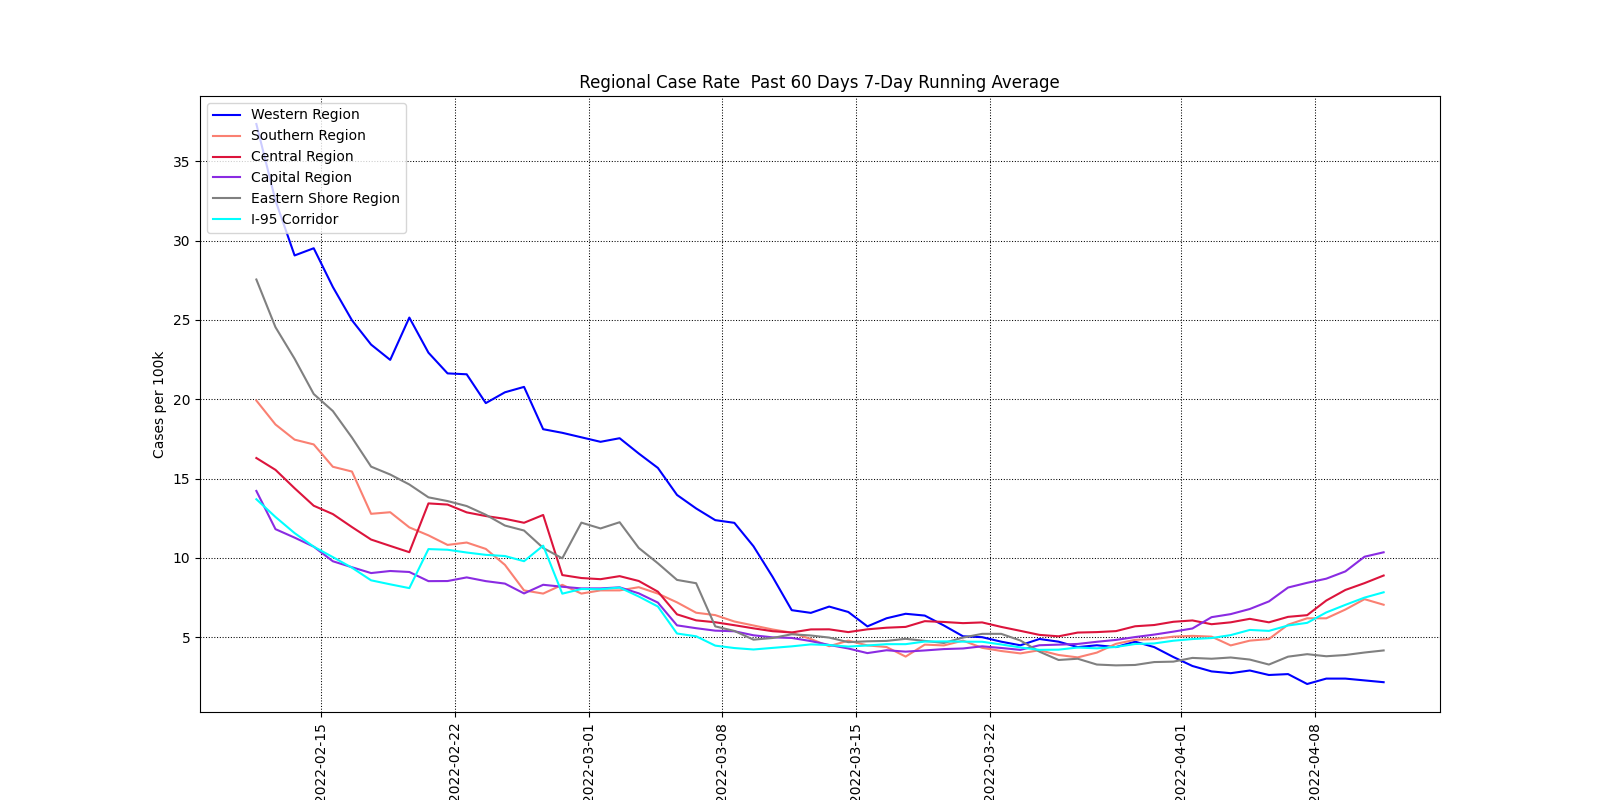 Regional Case Rate  Past 60 Days 7-Day Running Average
Western Region
Southern Region
Central Region
Capital Region
Eastern Shore Region
I-95 Corridor
Cases per 100k
35
30
25
20
15
10
5
2022-02-15
2022-02-22
2022-03-01
2022-03-08
2022-03-15
2022-03-22
2022-04-01
2022-04-08